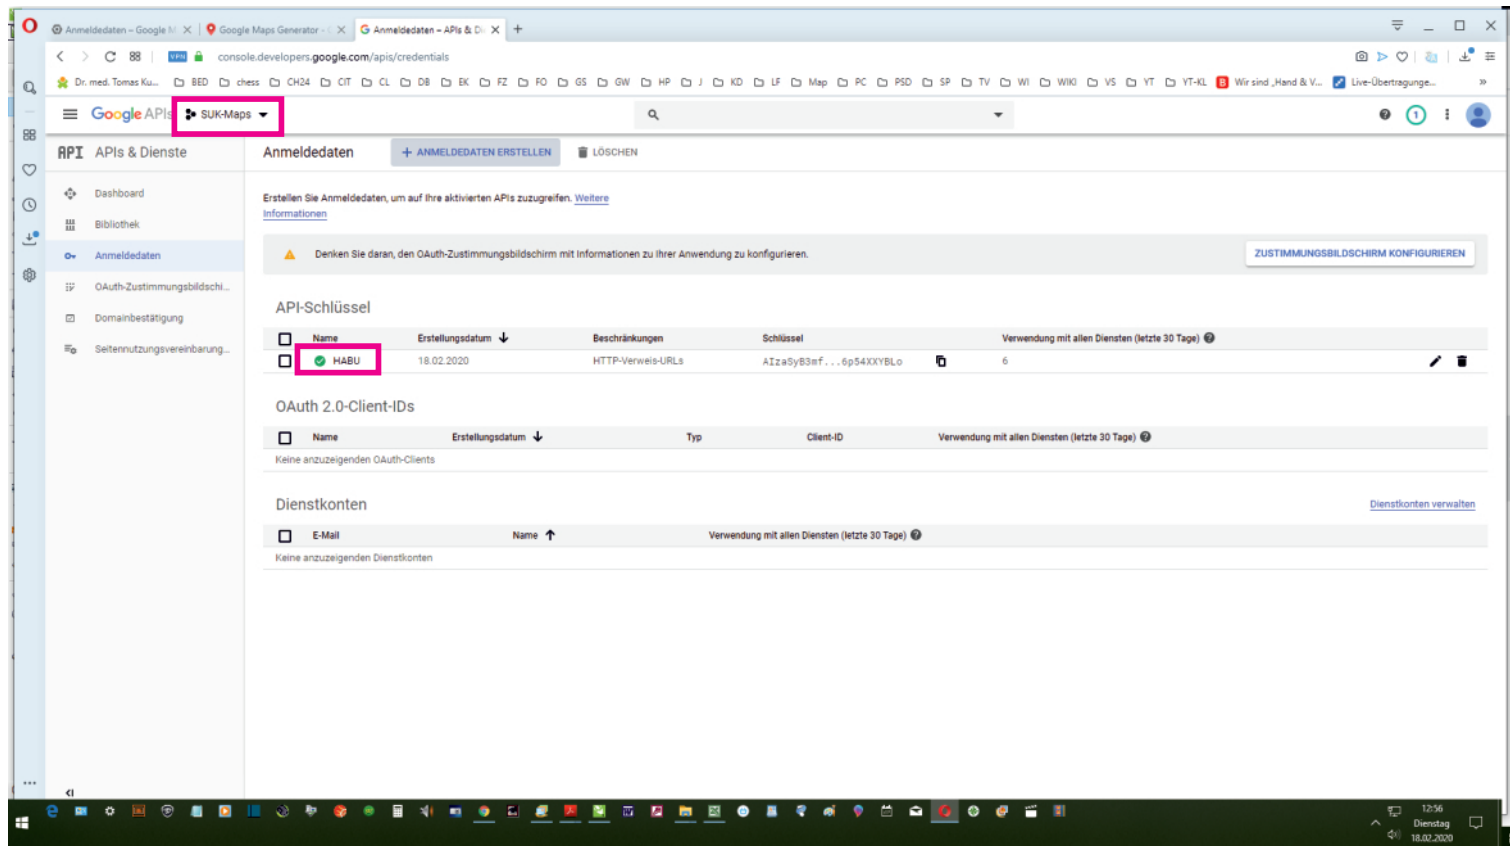 Anmeldedaten – Google M
Google Maps Generator -
Anmeldedaten – APIs & Di
VPN
console.developers.google.com/apis/credentials
Dr. med. Tomas Ku... BED chess CH24 CIT CL DB EK FZ FO GS GW HP J KD LF Map PC PSD SP TV WI WIKI VS YT YT-KL Wir sind „Hand & V... Live-Übertragunge... »
Google APIs SUK-Maps
1
API APIs & Dienste
Anmeldedaten + ANMELDEDATEN ERSTELLEN LÖSCHEN
Dashboard
Bibliothek
Anmeldedaten
OAuth-Zustimmungsbildschi...
Domainbestätigung
Seitennutzungsvereinbarung...
Erstellen Sie Anmeldedaten, um auf Ihre aktivierten APIs zuzugreifen. Weitere
Informationen
Denken Sie daran, den OAuth-Zustimmungsbildschirm mit Informationen zu Ihrer Anwendung zu konfigurieren.
ZUSTIMMUNGSBILDSCHIRM KONFIGURIEREN
API-Schlüssel
Name Erstellungsdatum Beschränkungen Schlüssel Verwendung mit allen Diensten (letzte 30 Tage)
HABU 18.02.2020 HTTP-Verweis-URLs AIzaSyB3mf...6p54XXYBLo 6
OAuth 2.0-Client-IDs
Name Erstellungsdatum Typ Client-ID Verwendung mit allen Diensten (letzte 30 Tage)
Keine anzuzeigenden OAuth-Clients
Dienstkonten
Dienstkonten verwalten
E-Mail Name Verwendung mit allen Diensten (letzte 30 Tage)
Keine anzuzeigenden Dienstkonten
12:56
Dienstag
18.02.2020